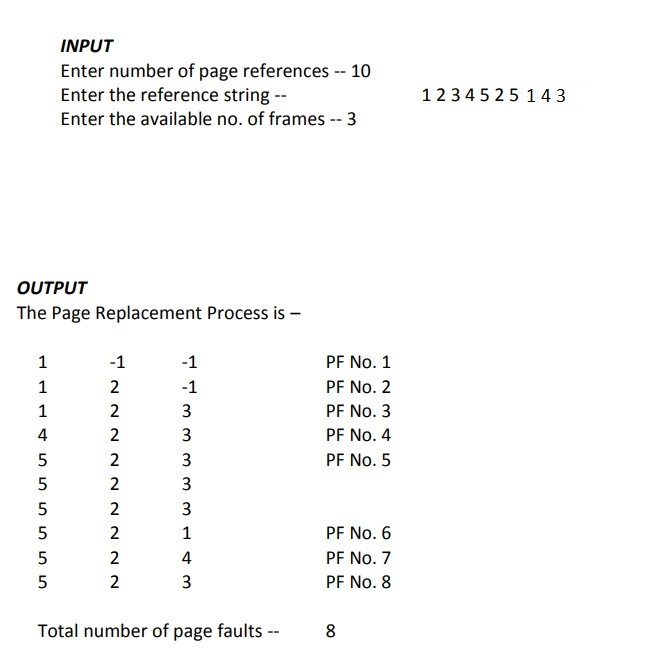 INPUT
Enter number of page references -- 10
Enter the reference string -- 1 2 3 4 5 2 5 1 4 3
Enter the available no. of frames -- 3
OUTPUT
The Page Replacement Process is –
1 -1 -1 PF No. 1
1 2 -1 PF No. 2
1 2 3 PF No. 3
4 2 3 PF No. 4
5 2 3 PF No. 5
5 2 3
5 2 3
5 2 1 PF No. 6
5 2 4 PF No. 7
5 2 3 PF No. 8
Total number of page faults -- 8